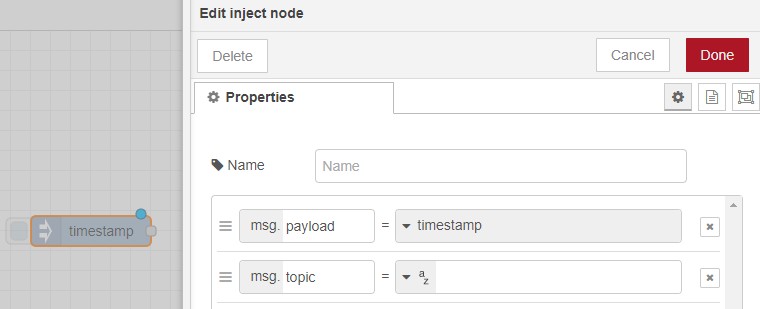 Edit inject node
Delete
Cancel
Done
Properties
Name
Name
timestamp
msg. payload = timestamp
msg. topic = a z